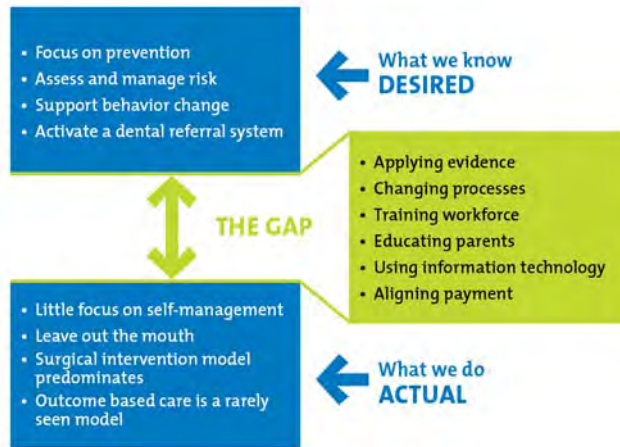 • Focus on prevention
• Assess and manage risk
• Support behavior change
• Activate a dental referral system
What we know
DESIRED
THE GAP
• Applying evidence
• Changing processes
• Training workforce
• Educating parents
• Using information technology
• Aligning payment
• Little focus on self-management
• Leave out the mouth
• Surgical intervention model
predominates
• Outcome based care is a rarely
seen model
What we do
ACTUAL